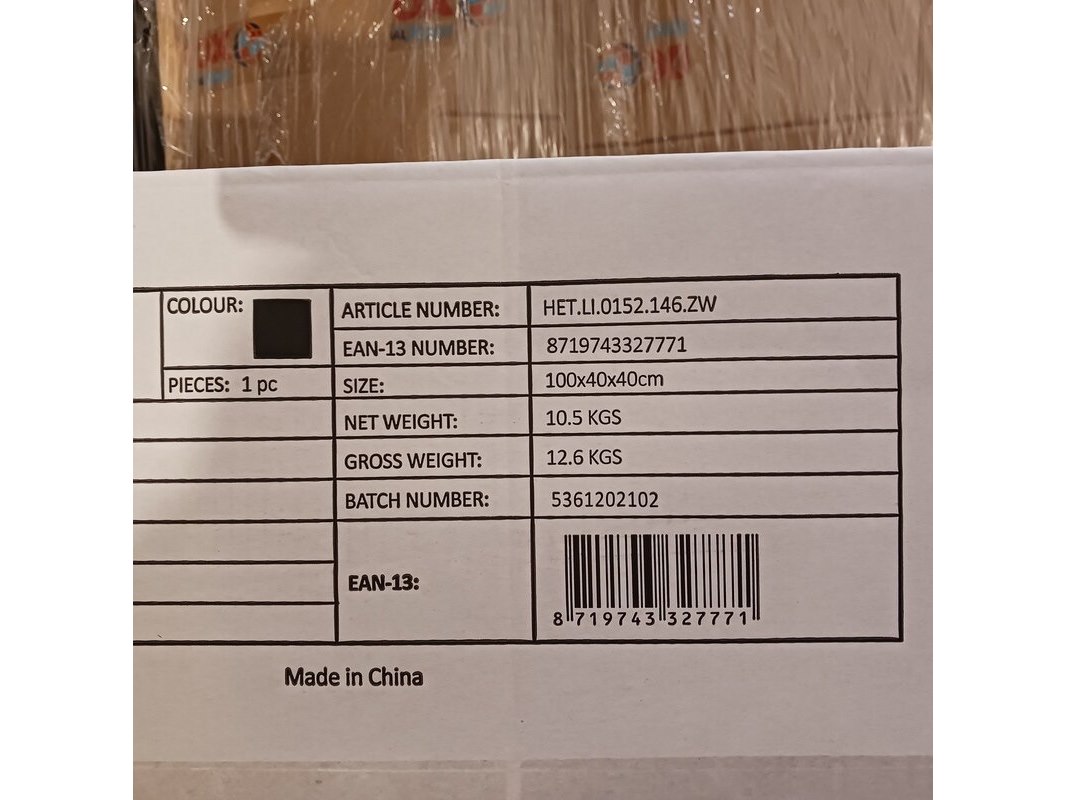 COLOUR:
ARTICLE NUMBER: HET.LI.0152.146.ZW
EAN-13 NUMBER: 8719743327771
PIECES: 1 pc
SIZE: 100x40x40cm
NET WEIGHT: 10.5 KGS
GROSS WEIGHT: 12.6 KGS
BATCH NUMBER: 5361202102
EAN-13:
8 719743 327771
Made in China